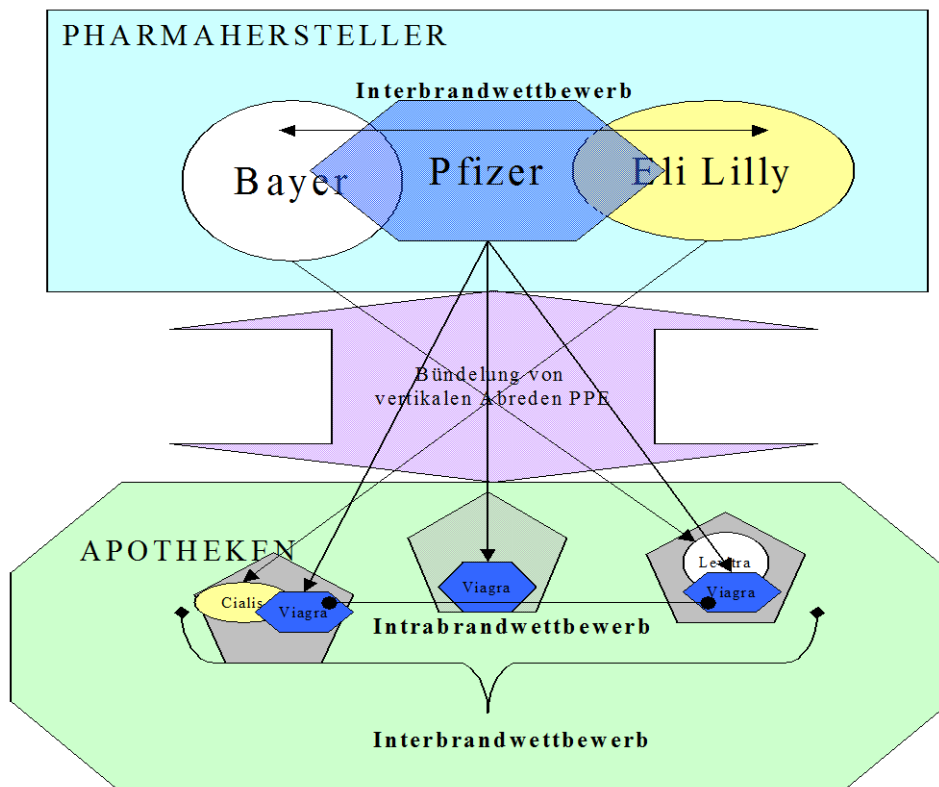 PHARMAHERSTELLER
Interbrandwettbewerb
Bayer
Pfizer
Eli Lilly
Bündelung von
vertikalen Abreden PPE
APOTHEKEN
Cialis
Viagra
Viagra
Levitra
Viagra
Intrabrandwettbewerb
Interbrandwettbewerb